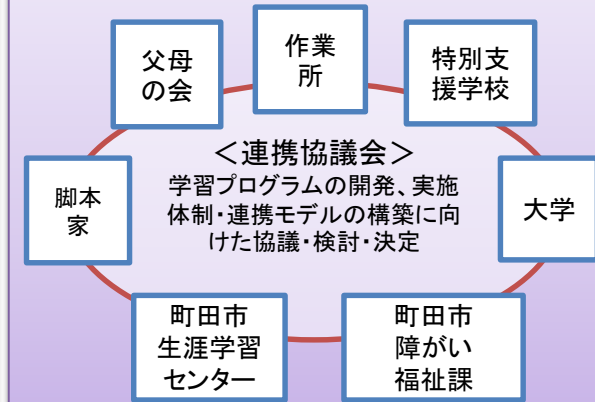 父母
の会
作業
所
特別支
援学校
<連携協議会>
学習プログラムの開発、実施
体制・連携モデルの構築に向
けた協議・検討・決定
脚本
家
大学
町田市
生涯学習
センター
町田市
障がい
福祉課